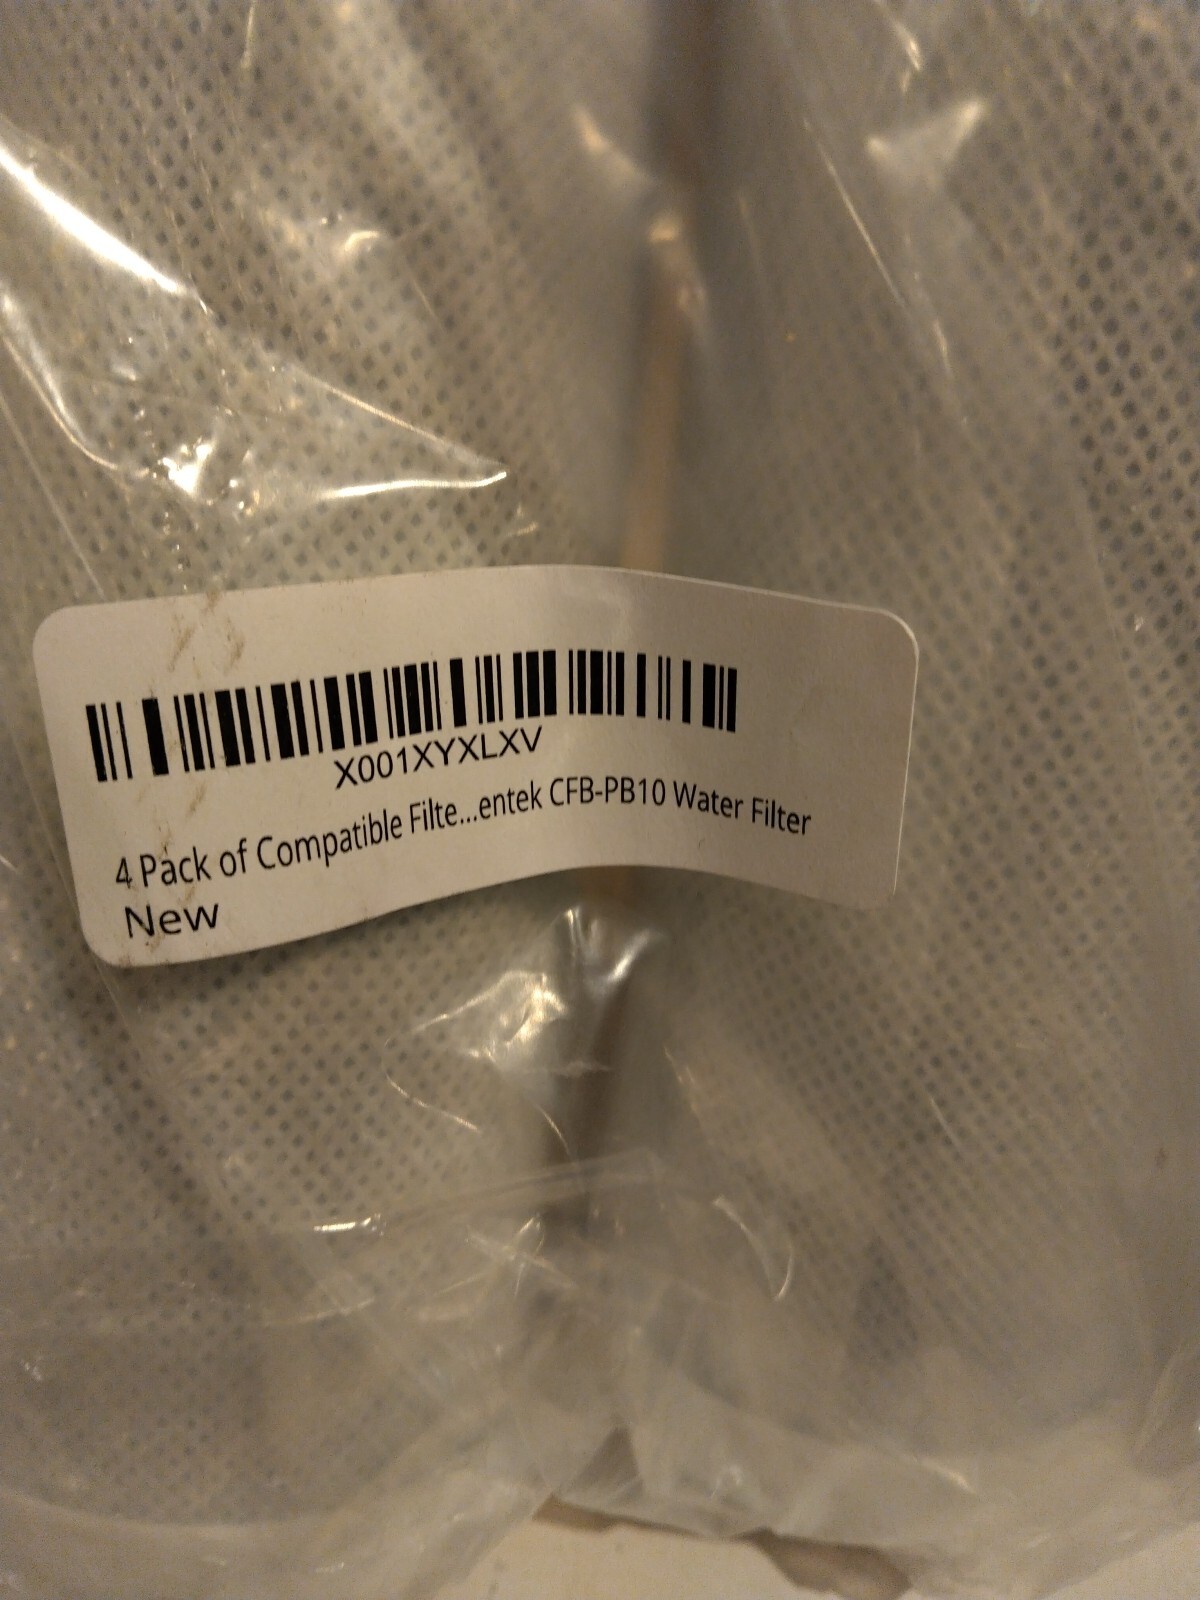 X001XYXLXV
4 Pack of Compatible Filte...entek CFB-PB10 Water Filter
New